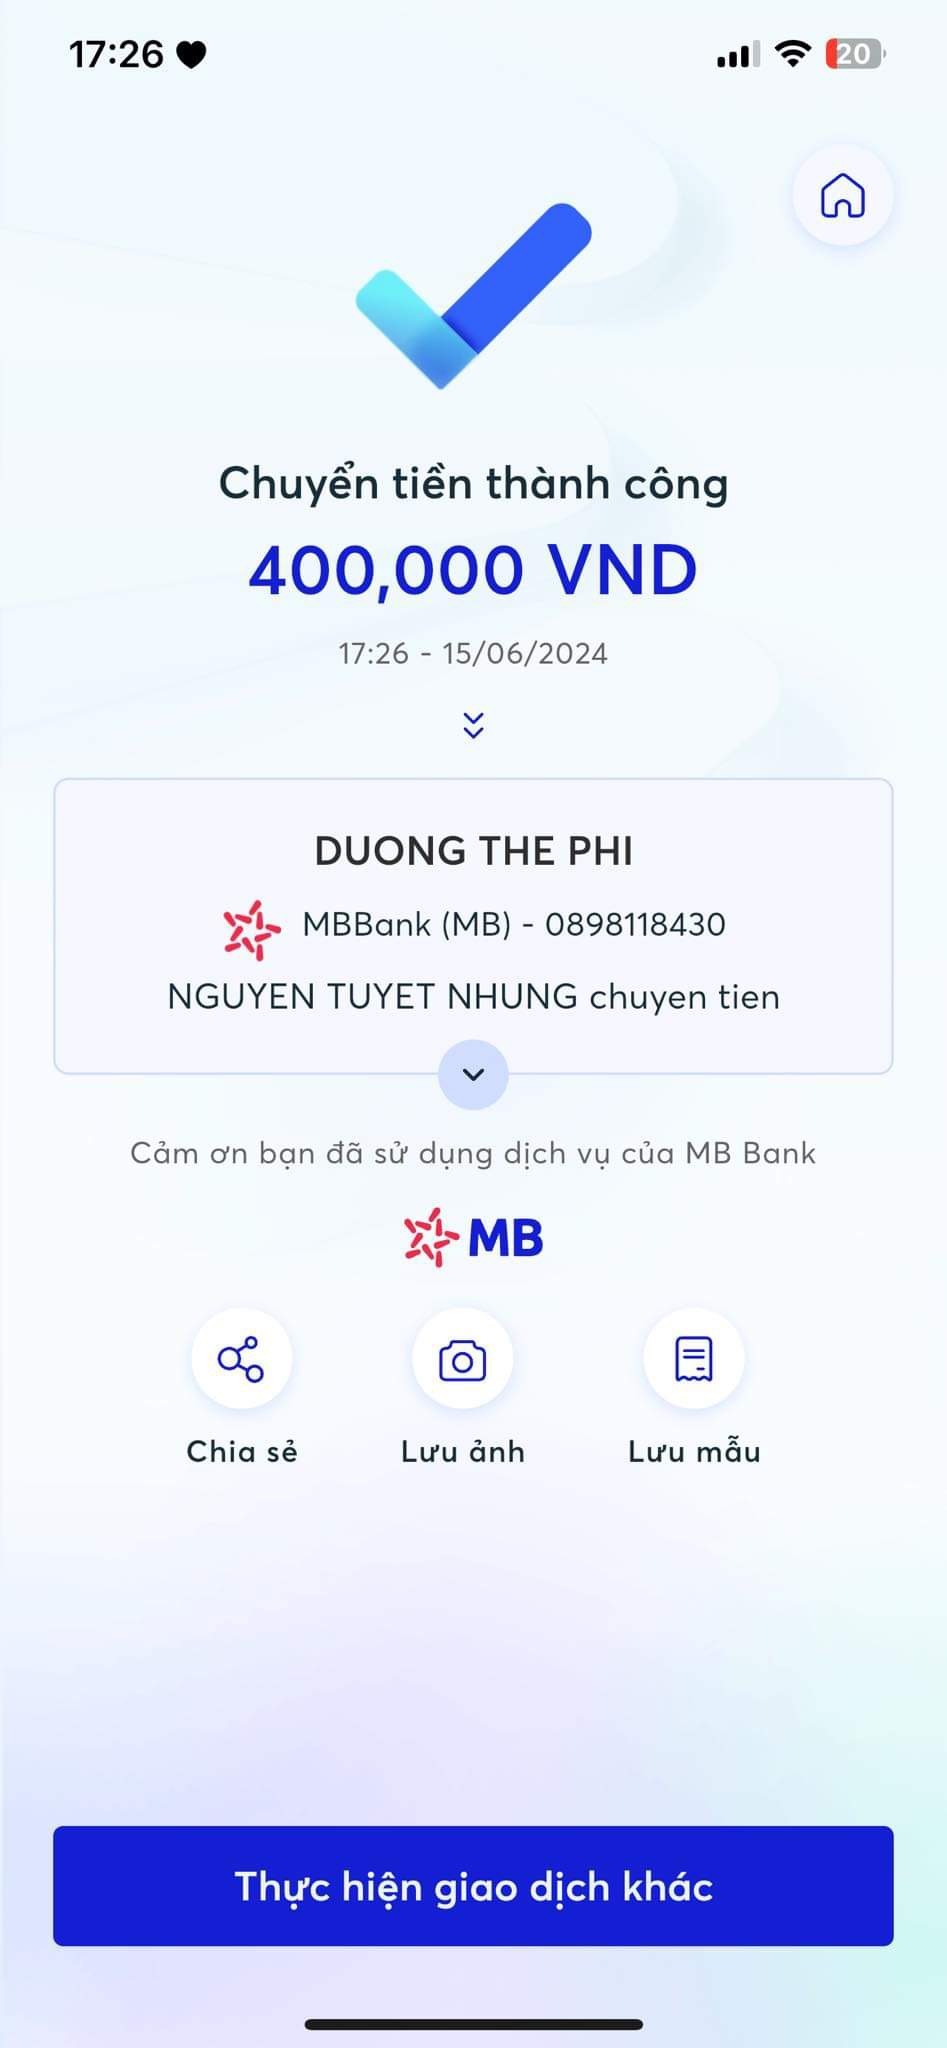 17:26
20
Chuyển tiền thành công
400,000 VND
17:26 - 15/06/2024
DUONG THE PHI
MBBank (MB) - 0898118430
NGUYEN TUYET NHUNG chuyen tien
Cảm ơn bạn đã sử dụng dịch vụ của MB Bank
MB
Chia sẻ
Lưu ảnh
Lưu mẫu
Thực hiện giao dịch khác